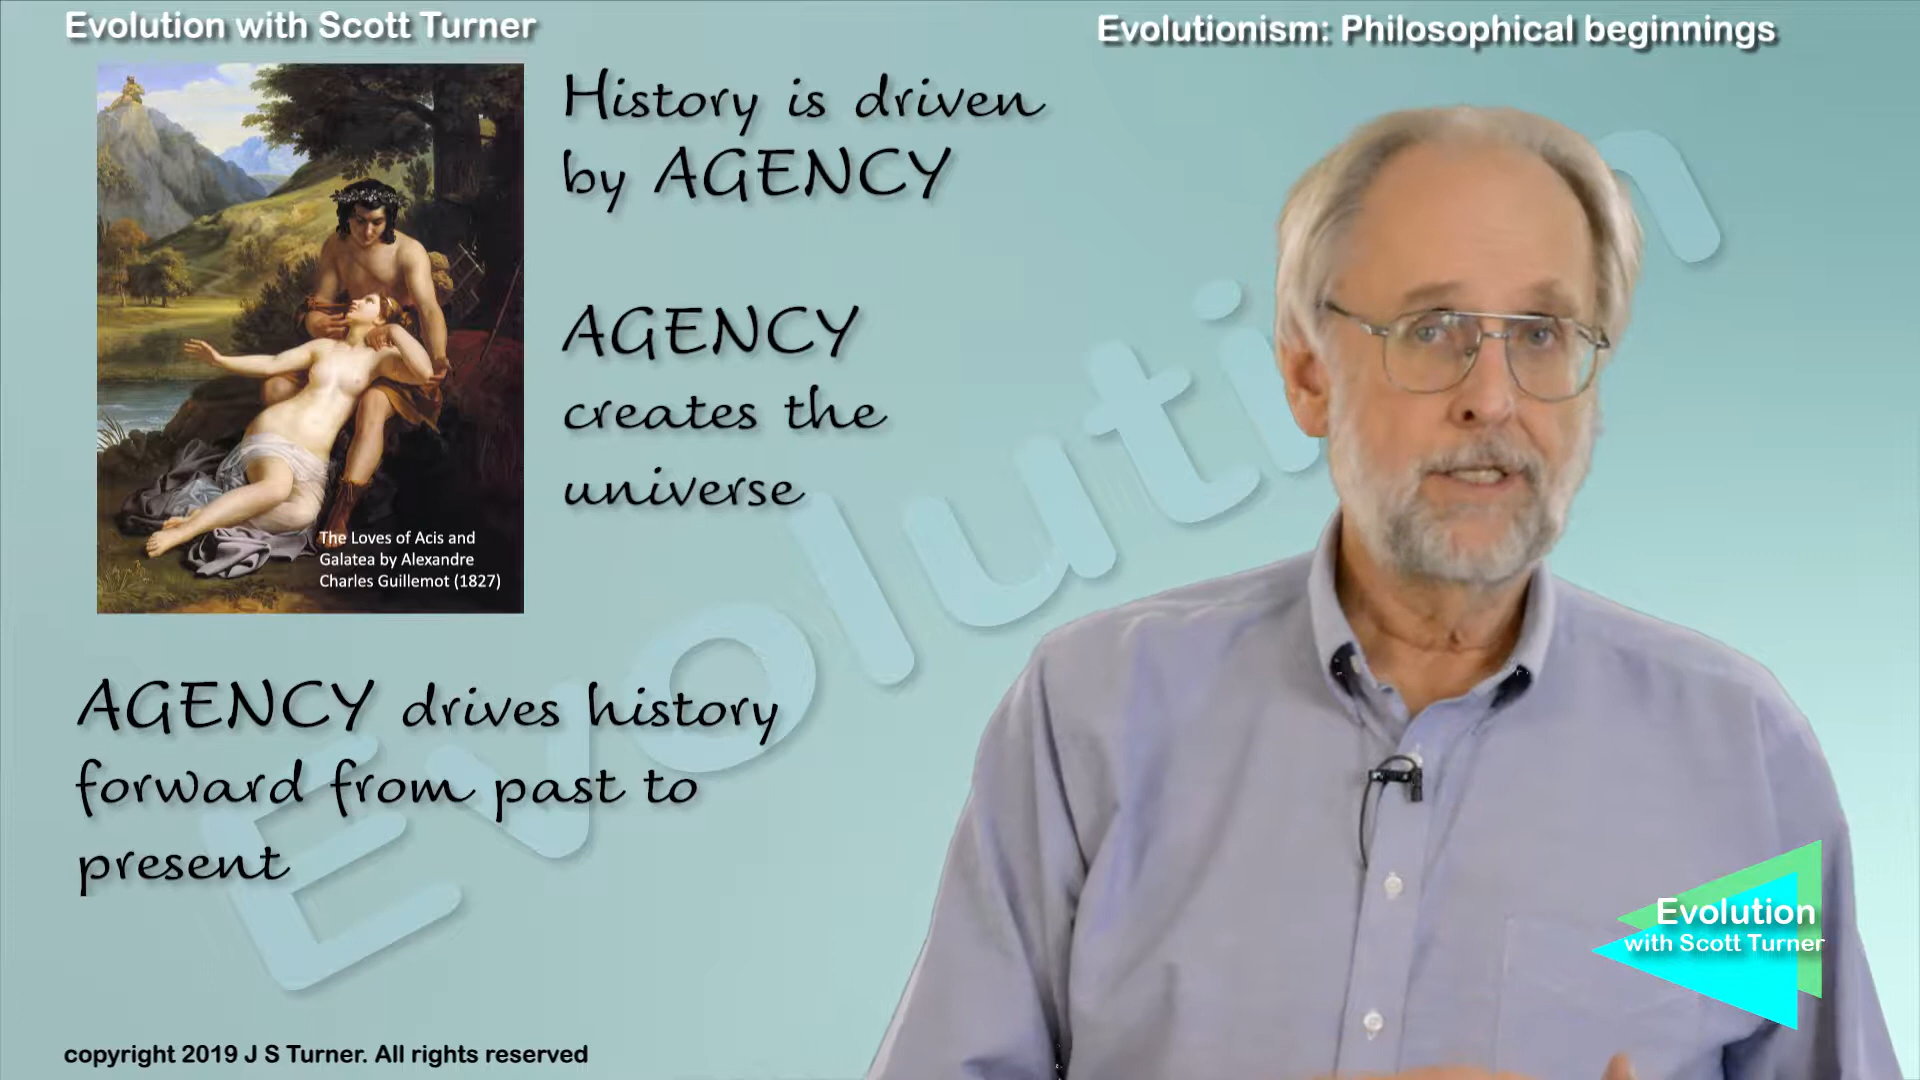 Evolution with Scott Turner
Evolutionism: Philosophical beginnings
History is driven
by AGENCY
AGENCY
creates the
universe
The Loves of Acis and
Galatea by Alexandre
Charles Guillemot (1827)
AGENCY drives history
forward from past to
present
Evolution
Evolution
with Scott Turner
copyright 2019 J S Turner. All rights reserved